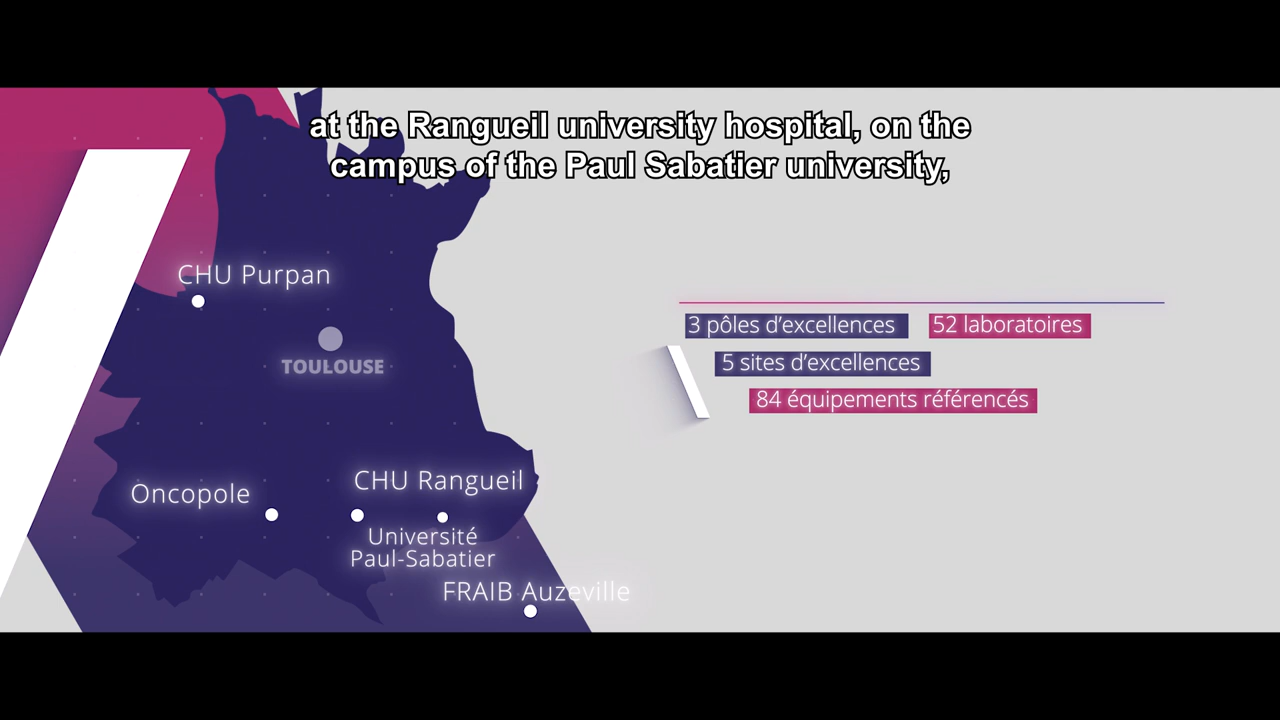 at the Rangueil university hospital, on the
campus of the Paul Sabatier university,
CHU Purpan
TOULOUSE
Oncopole
CHU Rangueil
Université
Paul-Sabatier
FRAIB Auzeville
3 pôles d’excellences
52 laboratoires
5 sites d’excellences
84 équipements référencés